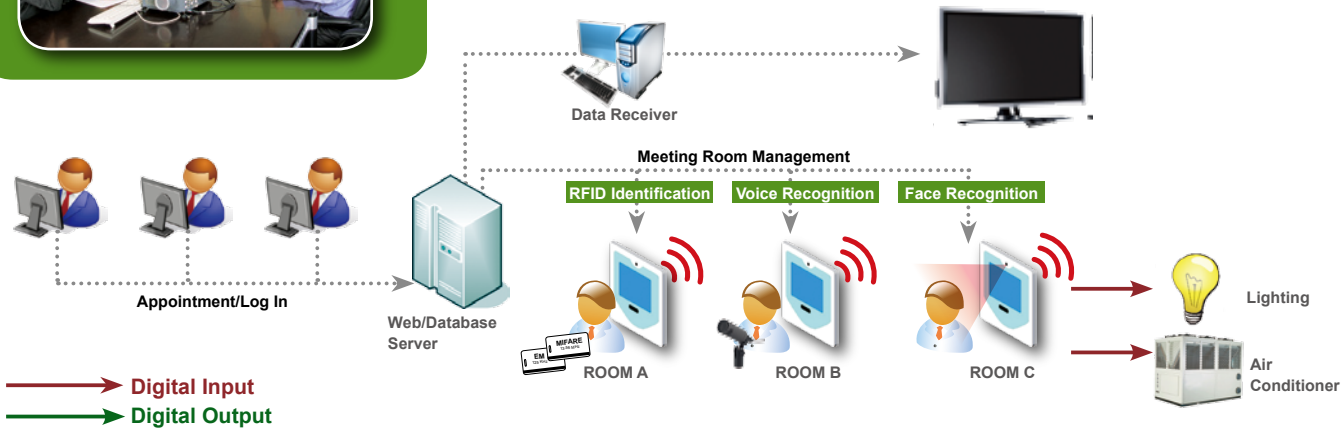 Data Receiver
Meeting Room Management
RFID Identification
Voice Recognition
Face Recognition
Appointment/Log In
Web/Database
Server
MIFARE
EM
ROOM A
ROOM B
ROOM C
Lighting
Air
Conditioner
Digital Input
Digital Output